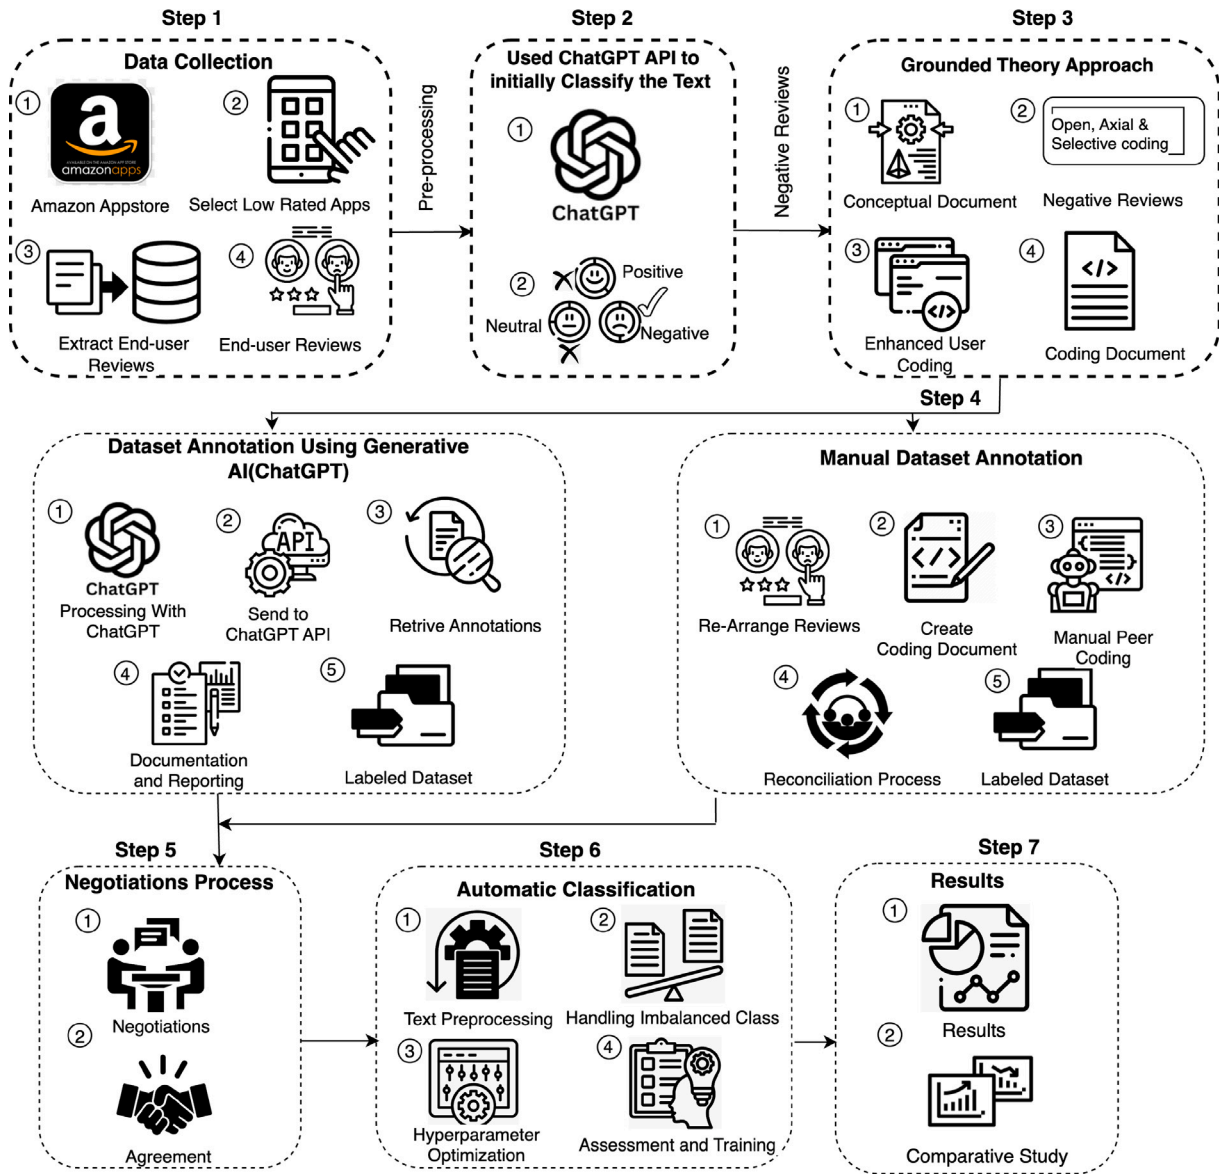 Step 1
Data Collection
1
a
AVAILABLE ON THE AMAZON APP STORE
amazonapps
Amazon Appstore
2
Select Low Rated Apps
3
Extract End-user
Reviews
4
End-user Reviews
Pre-processing
Step 2
Used ChatGPT API to
initially Classify the Text
1
ChatGPT
2
Positive
Neutral
Negative
Negative Reviews
Step 3
Grounded Theory Approach
1
Conceptual Document
2
Open, Axial &
Selective coding
Negative Reviews
3
</>
Enhanced User
Coding
4
</>
Coding Document
Step 4
Dataset Annotation Using Generative
AI(ChatGPT)
1
ChatGPT
Processing With
ChatGPT
2
API
Send to
ChatGPT API
3
Retrive Annotations
4
Documentation
and Reporting
5
Labeled Dataset
Manual Dataset Annotation
1
Re-Arrange Reviews
2
</>
Create
Coding Document
3
</>
Manual Peer
Coding
4
Reconciliation Process
5
Labeled Dataset
Step 5
Negotiations Process
1
Negotiations
2
Agreement
Step 6
Automatic Classification
1
Text Preprocessing
2
Handling Imbalanced Class
3
Hyperparameter
Optimization
4
Assessment and Training
Step 7
Results
1
Results
2
Comparative Study